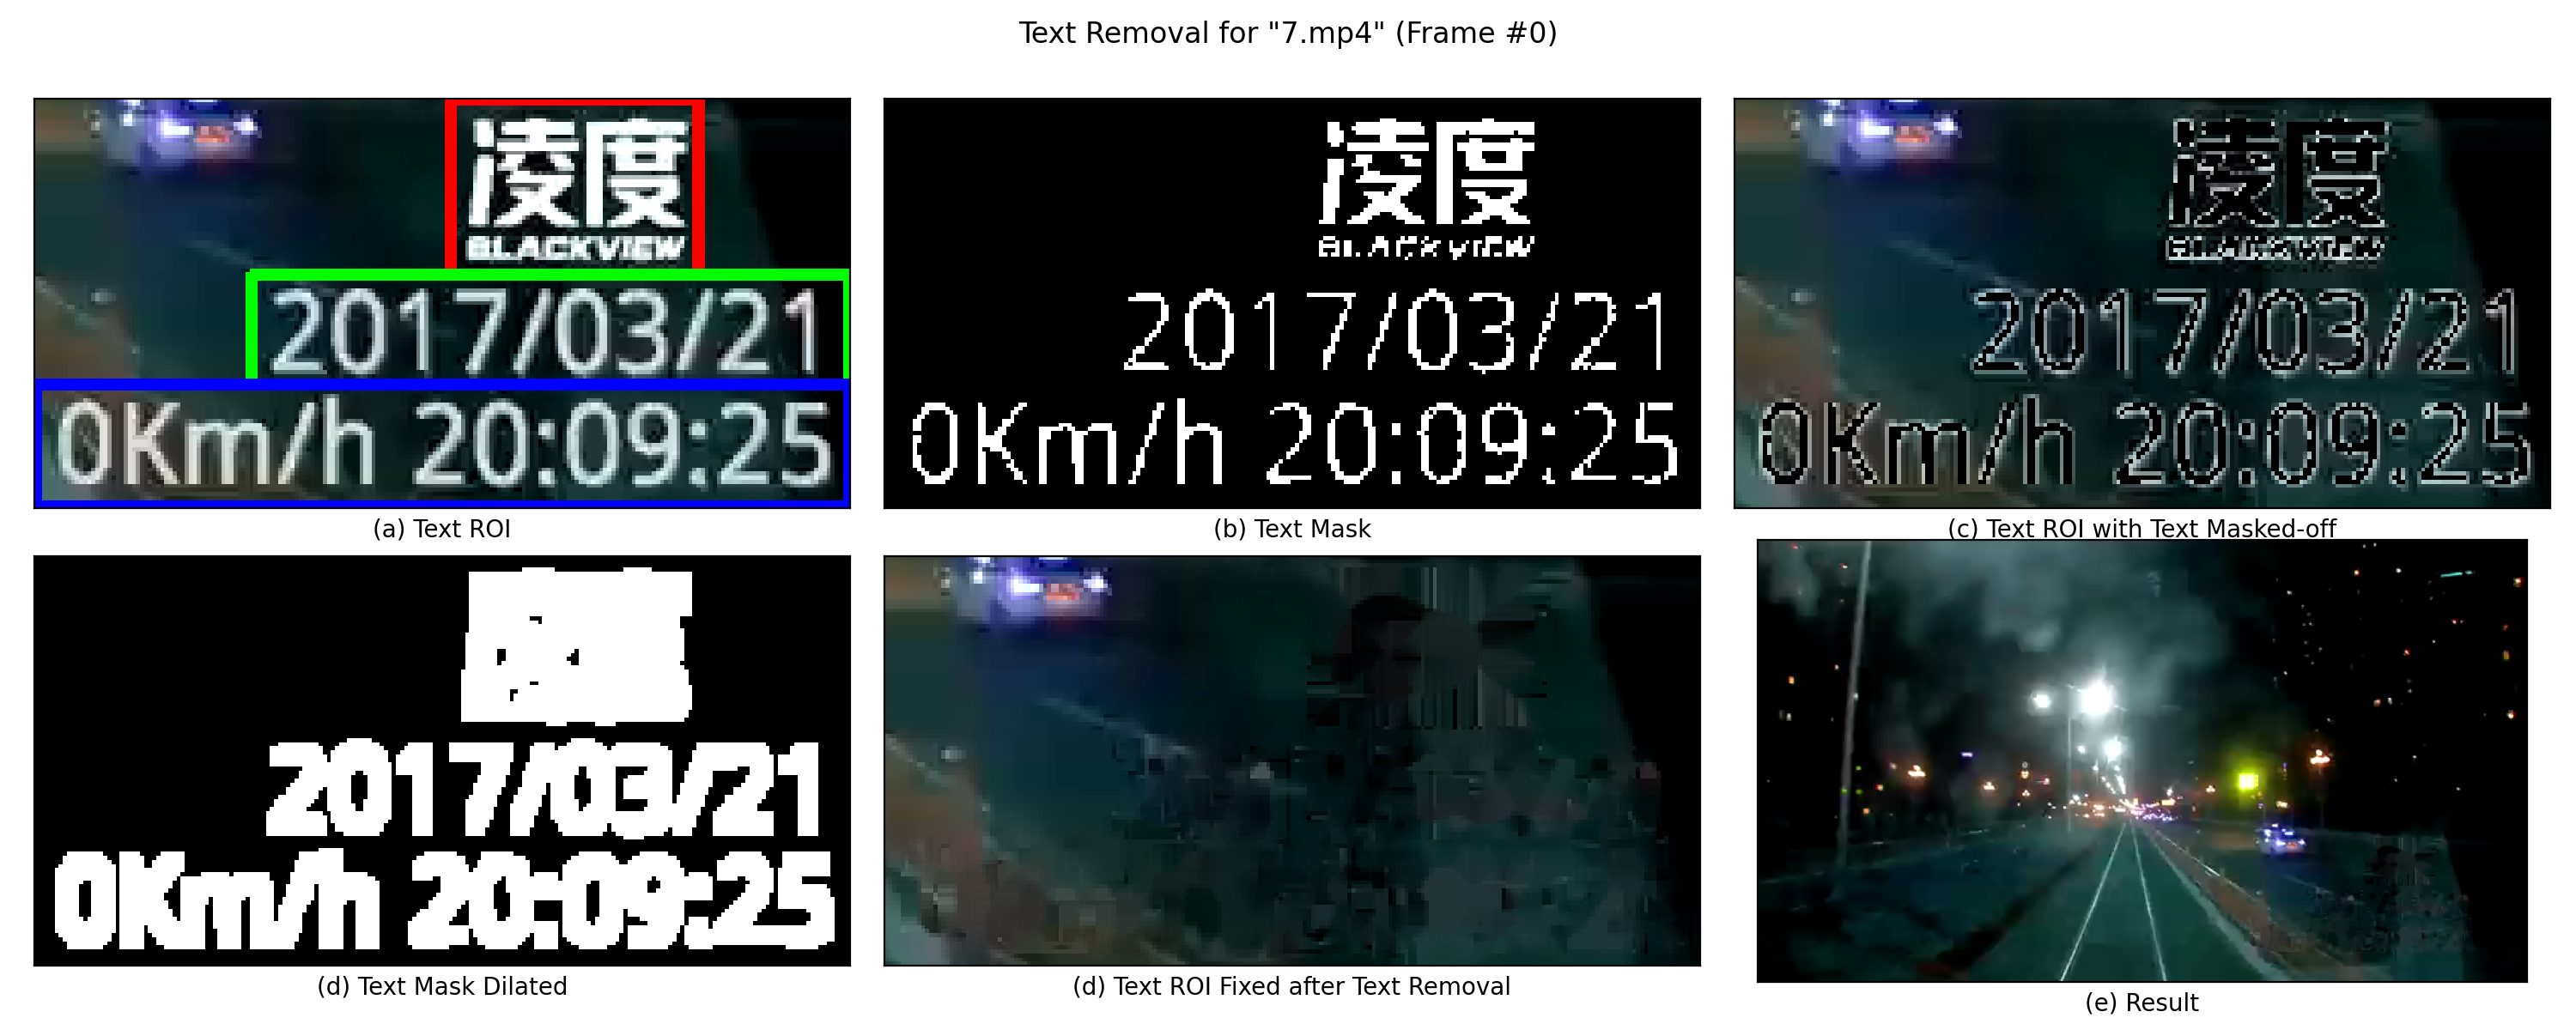 Text Removal for "7.mp4" (Frame #0)
凌度
BLACKVIEW
2017/03/21
0Km/h 20:09:25
(a) Text ROI
凌度
BLACKVIEW
2017/03/21
0Km/h 20:09:25
(b) Text Mask
凌度
BLACKVIEW
2017/03/21
0Km/h 20:09:25
(c) Text ROI with Text Masked-off
2017/03/21
0Km/h 20:09:25
(d) Text Mask Dilated
(d) Text ROI Fixed after Text Removal
(e) Result